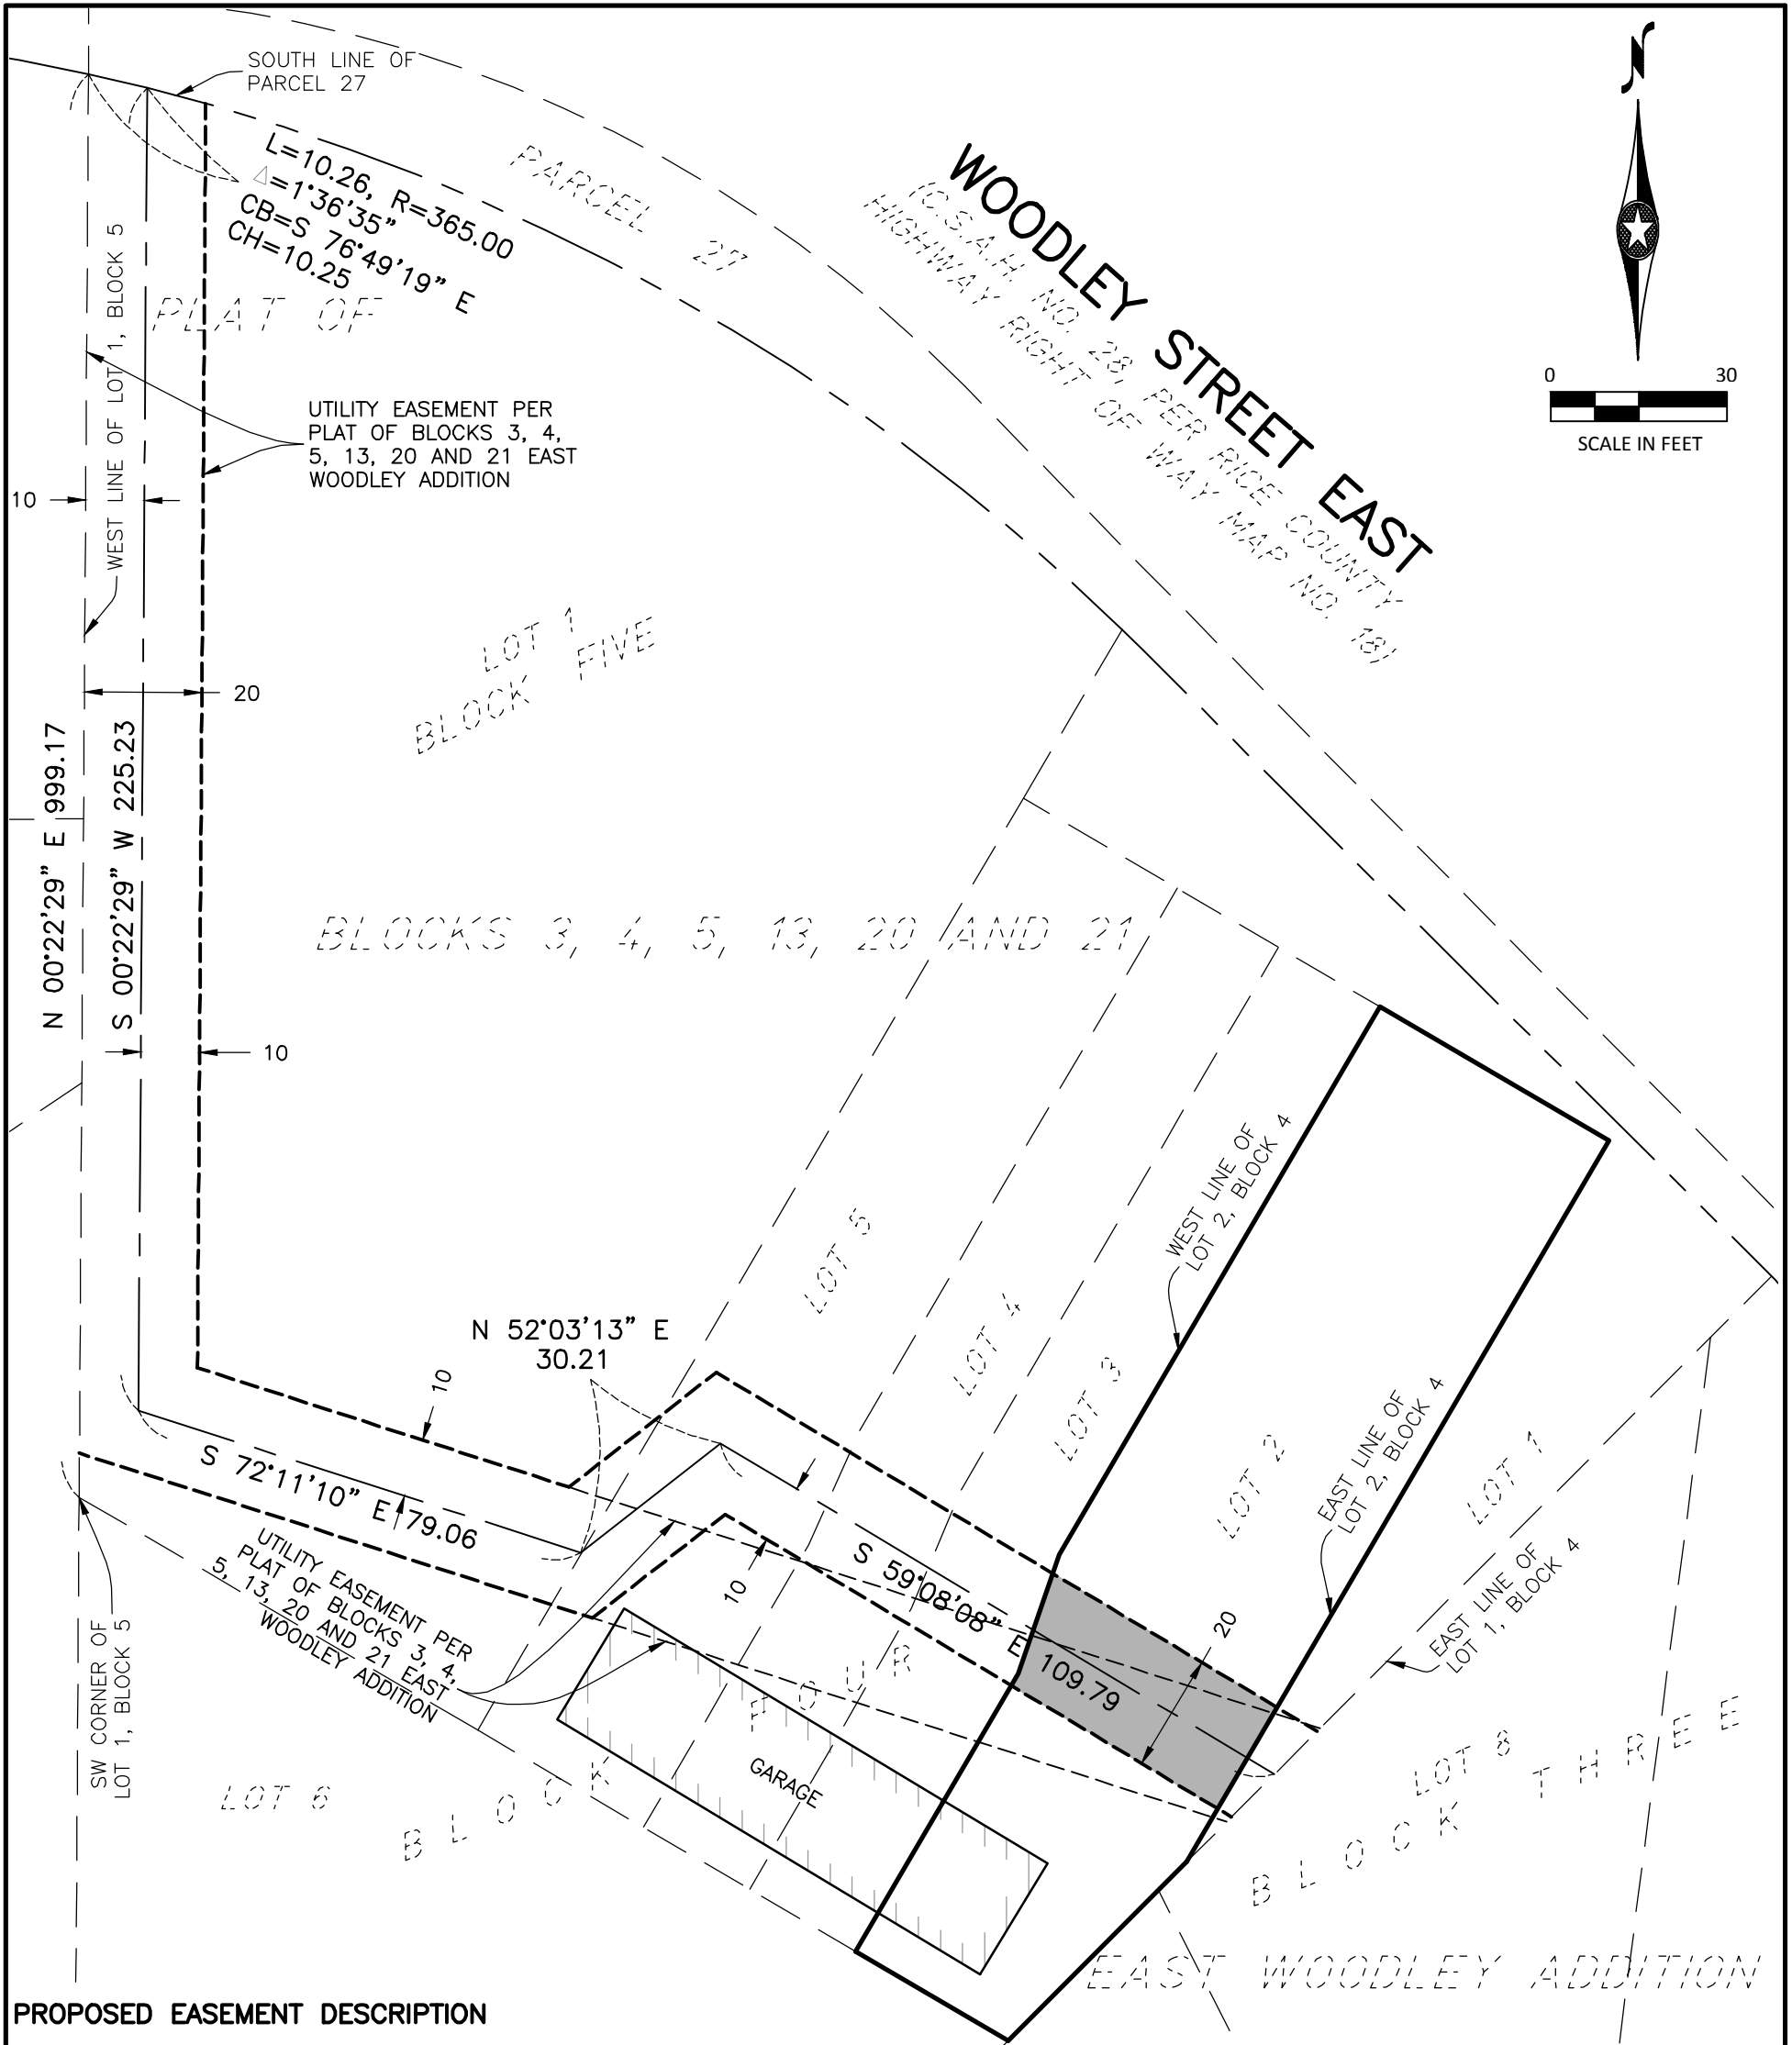 SOUTH LINE OF
PARCEL 27
N
L=10.26, R=365.00
△=1°36'35"
CB=S 76°49'19" E
CH=10.25
PARCEL 27
WOODLEY STREET EAST
(C.S.A.H. NO. 28, PER RICE COUNTY
HIGHWAY RIGHT OF WAY MAP NO. 18)
0 30
SCALE IN FEET
PLAT OF
WEST LINE OF LOT 1, BLOCK 5
UTILITY EASEMENT PER
PLAT OF BLOCKS 3, 4,
5, 13, 20 AND 21 EAST
WOODLEY ADDITION
10
LOT 1
BLOCK FIVE
20
N 00°22'29" E 999.17
S 00°22'29" W 225.23
BLOCKS 3, 4, 5, 13, 20 AND 21
10
WEST LINE OF
LOT 2, BLOCK 4
LOT 5
LOT 4
LOT 3
LOT 2
LOT 1
N 52°03'13" E
30.21
10
EAST LINE OF
LOT 2, BLOCK 4
S 72°11'10" E 79.06
S 59°08'08" E 109.79
10
20
EAST LINE OF
LOT 1, BLOCK 4
UTILITY EASEMENT PER
PLAT OF BLOCKS 3, 4,
5, 13, 20 AND 21 EAST
WOODLEY ADDITION
SW CORNER OF
LOT 1, BLOCK 5
LOT 6
BLOCK FOUR
GARAGE
LOT 8
BLOCK THREE
EAST WOODLEY ADDITION
PROPOSED EASEMENT DESCRIPTION